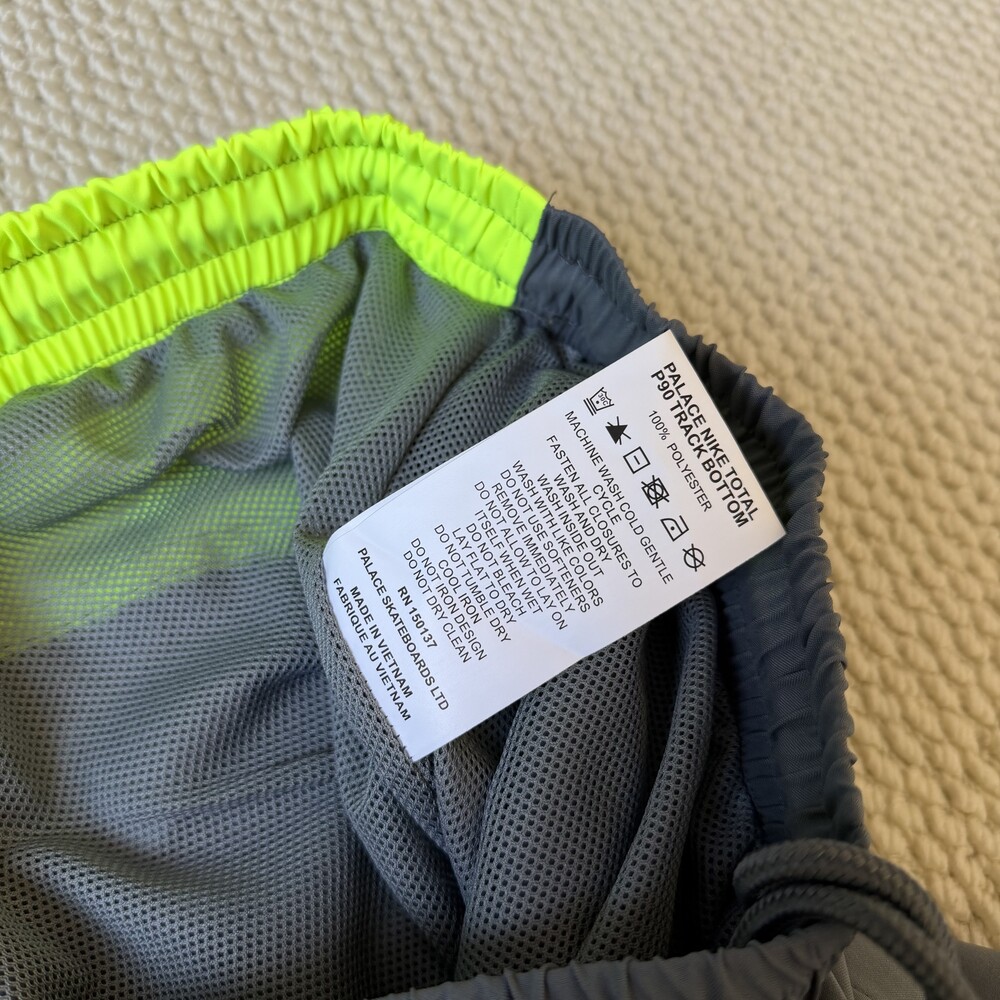 PALACE NIKE TOTAL
P90 TRACK BOTTOM
100% POLYESTER
30C
MACHINE WASH COLD GENTLE
CYCLE
FASTEN ALL CLOSURES TO
WASH AND DRY
WASH INSIDE OUT
WASH WITH LIKE COLORS
DO NOT USE SOFTENERS
REMOVE IMMEDIATELY
DO NOT ALLOW TO LAY ON
ITSELF WHEN WET
DO NOT BLEACH
LAY FLAT TO DRY
DO NOT TUMBLE DRY
COOL IRON
DO NOT IRON DESIGN
DO NOT DRY CLEAN
RN150137
PALACE SKATEBOARDS LTD
MADE IN VIETNAM
FABRIQUE AU VIETNAM